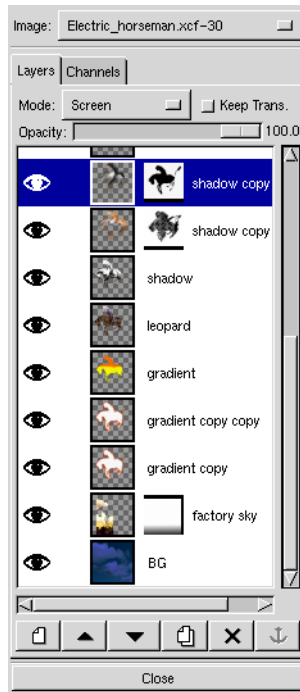 Image: Electric_horseman.xcf-30
Layers Channels
Mode: Screen Keep Trans.
Opacity: 100.0
shadow copy
shadow copy
shadow
leopard
gradient
gradient copy copy
gradient copy
factory sky
BG
Close